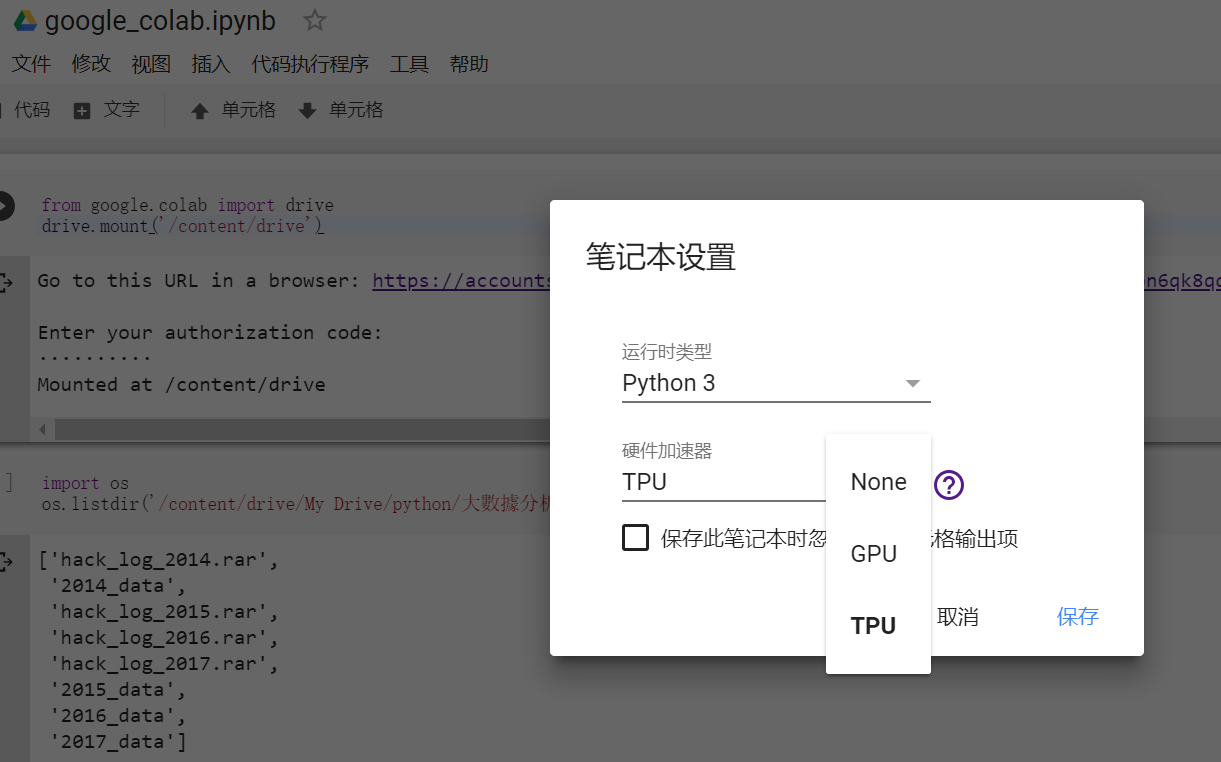 google_colab.ipynb
文件 修改 视图 插入 代码执行程序 工具 帮助
代码 文字 单元格 单元格
from google.colab import drive
drive.mount('/content/drive')
Go to this URL in a browser: https://accounts n6qk8q
Enter your authorization code:
··········
Mounted at /content/drive
import os
os.listdir('/content/drive/My Drive/python/大數據分析
['hack_log_2014.rar',
'2014_data',
'hack_log_2015.rar',
'hack_log_2016.rar',
'hack_log_2017.rar',
'2015_data',
'2016_data',
'2017_data']
笔记本设置
运行时类型
Python 3
硬件加速器
TPU
None
GPU
TPU
保存此笔记本时忽 格输出项
取消 保存